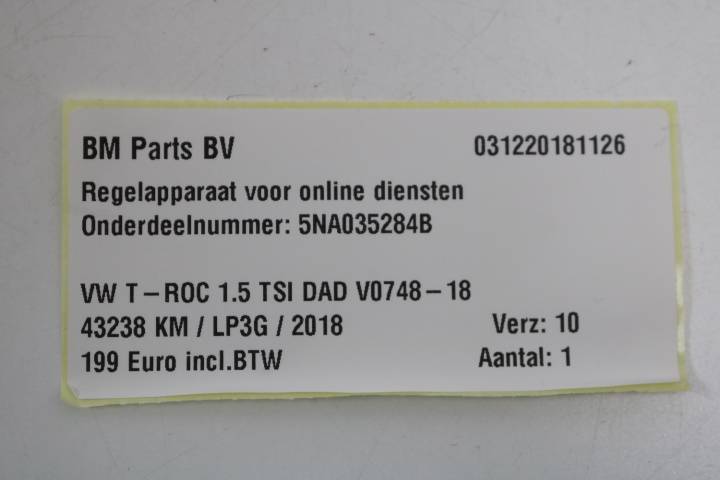 BM Parts BV 031220181126
Regelapparaat voor online diensten
Onderdeelnummer: 5NA035284B
VW T-ROC 1.5 TSI DAD V0748-18
43238 KM / LP3G / 2018 Verz: 10
199 Euro incl.BTW Aantal: 1